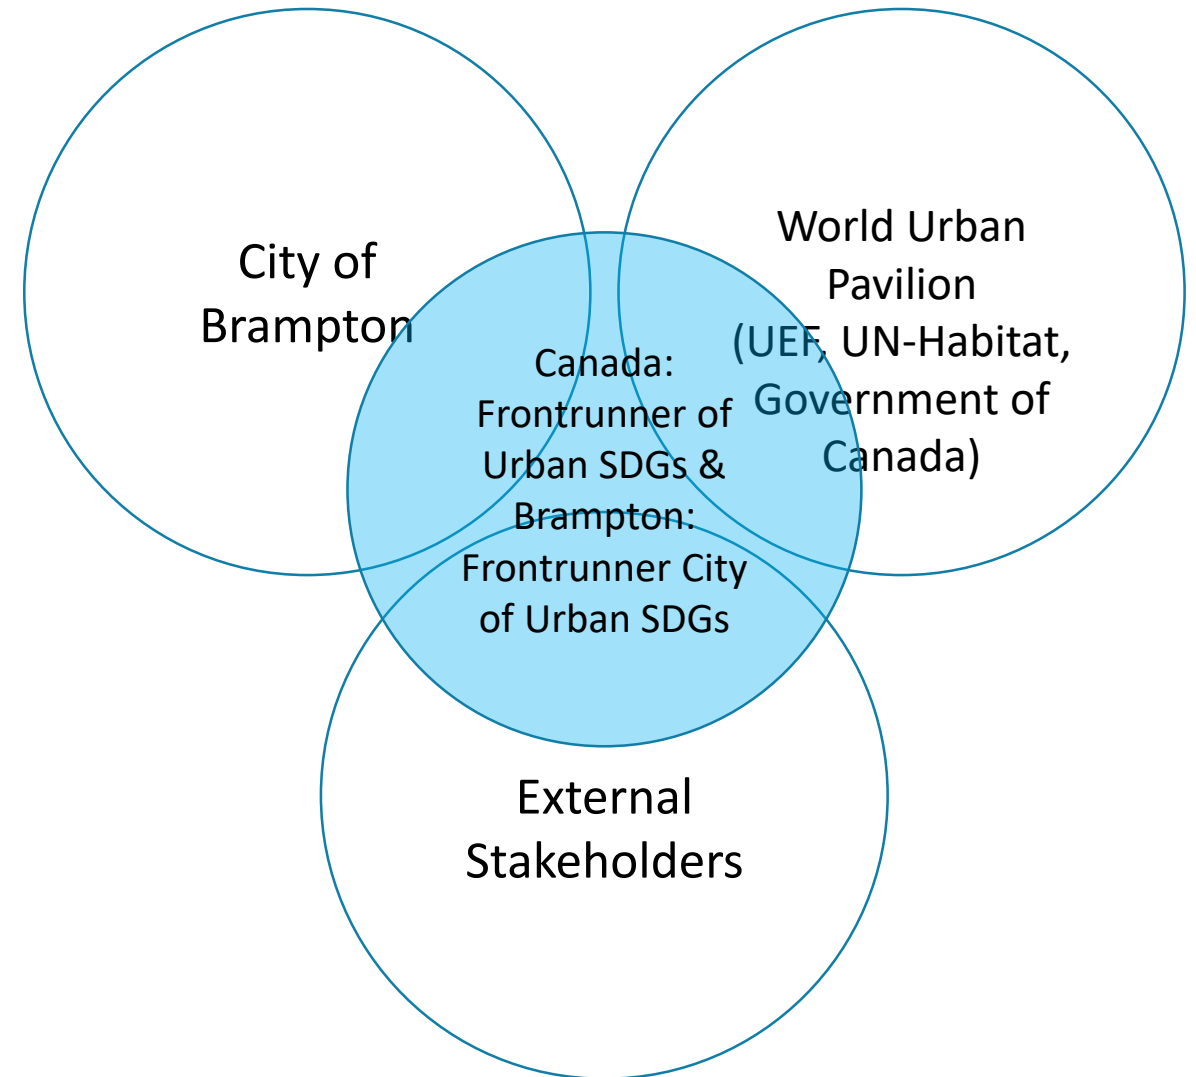 City of
Brampton
World Urban
Pavilion
(UEF, UN-Habitat,
Government of
Canada)
Canada:
Frontrunner of
Urban SDGs &
Brampton:
Frontrunner City
of Urban SDGs
External
Stakeholders